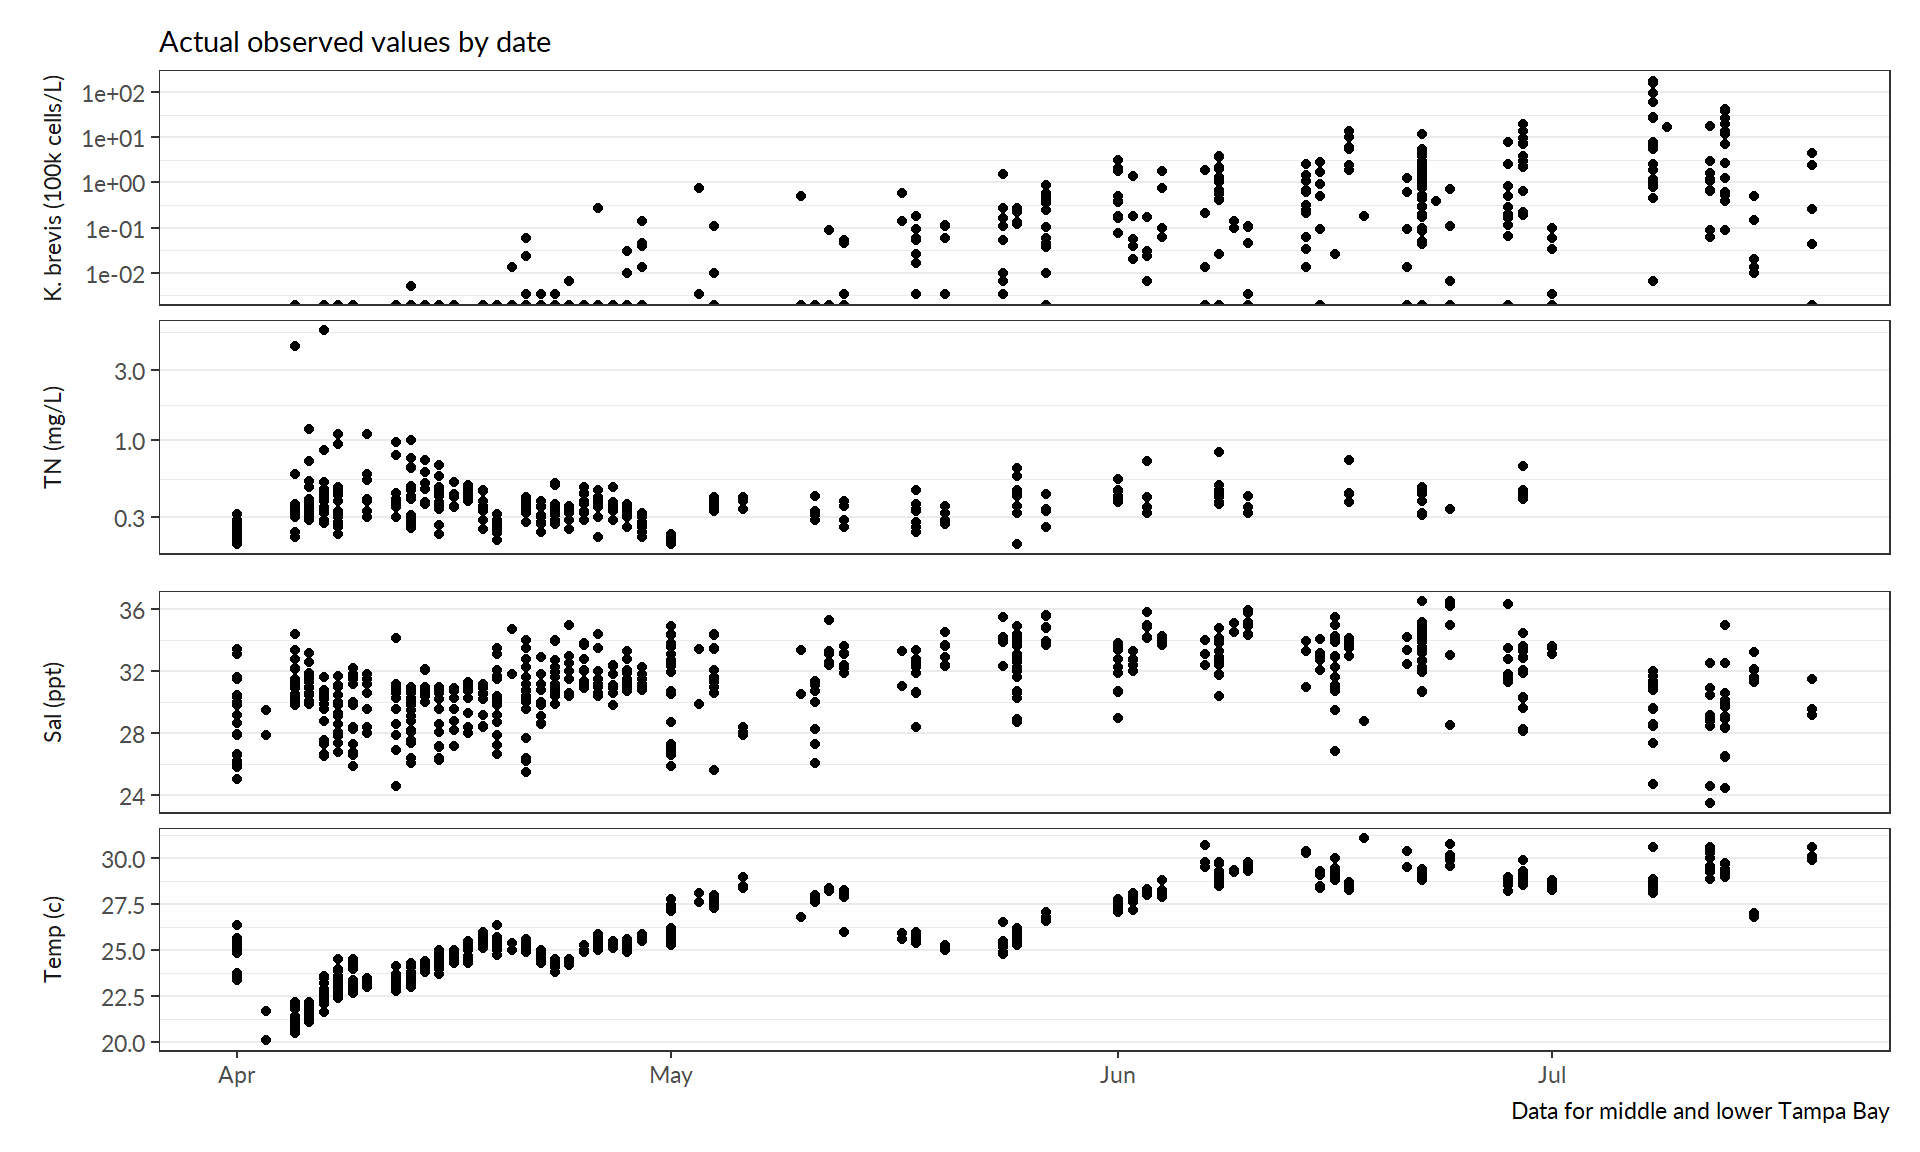 Actual observed values by date
K. brevis (100k cells/L)
1e+02
1e+01
1e+00
1e-01
1e-02
TN (mg/L)
3.0
1.0
0.3
Sal (ppt)
36
32
28
24
Temp (c)
30.0
27.5
25.0
22.5
20.0
Apr May Jun Jul
Data for middle and lower Tampa Bay